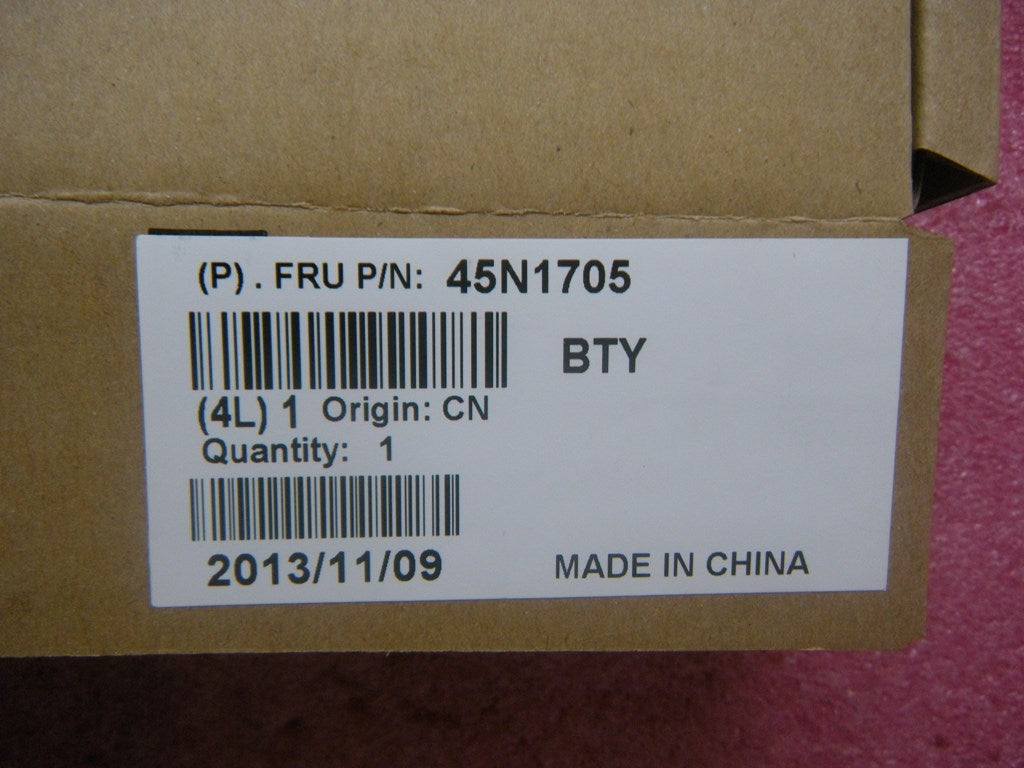 (P) . FRU P/N: 45N1705
BTY
(4L) 1 Origin: CN
Quantity: 1
2013/11/09
MADE IN CHINA